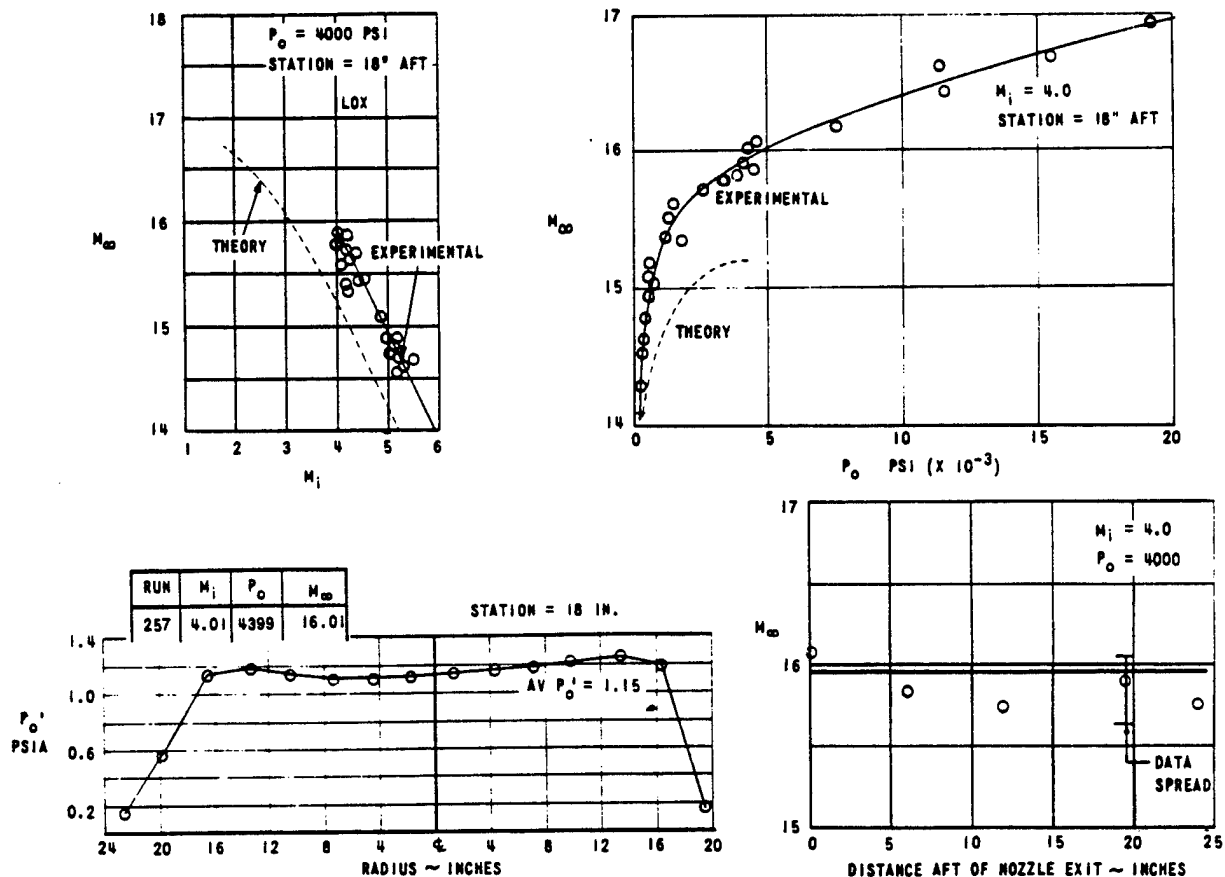 18
17
16
15
14
P₀ = 4000 PSI
STATION = 18" AFT
LOX
THEORY
EXPERIMENTAL
M∞
1 2 3 4 5 6
Mᵢ
17
16
15
14
Mᵢ = 4.0
STATION = 18" AFT
EXPERIMENTAL
THEORY
M∞
0 5 10 15 20
P₀ PSI (X 10⁻³)
RUN Mᵢ P₀ M∞
257 4.01 4399 16.01
STATION = 18 IN.
1.4
1.0
0.6
0.2
P₀'
PSIA
AV P₀' = 1.15
24 20 16 12 8 4 4 8 12 16 20
RADIUS ~ INCHES
17
16
15
Mᵢ = 4.0
P₀ = 4000
M∞
DATA
SPREAD
0 5 10 15 20 25
DISTANCE AFT OF NOZZLE EXIT ~ INCHES